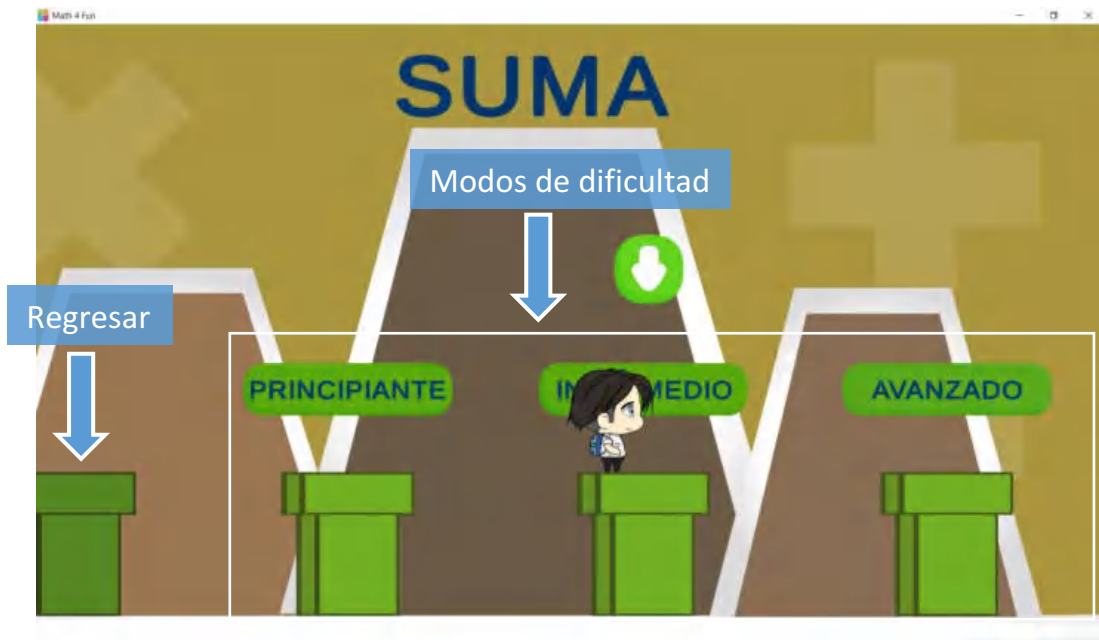 Math 4 Fun
SUMA
Modos de dificultad
Regresar
PRINCIPIANTE
AVANZADO